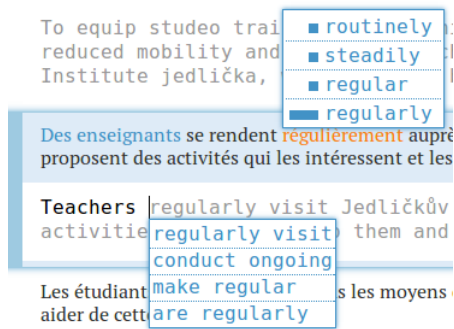 To equip studeo trai
routinely
steadily
regular
regularly
reduced mobility and
Institute jedlička,
Des enseignants se rendent régulièrement auprè
proposent des activités qui les intéressent et les
Teachers regularly visit Jedličkův
activitie them and
regularly visit
conduct ongoing
make regular
are regularly
Les étudiant s les moyens
aider de cett